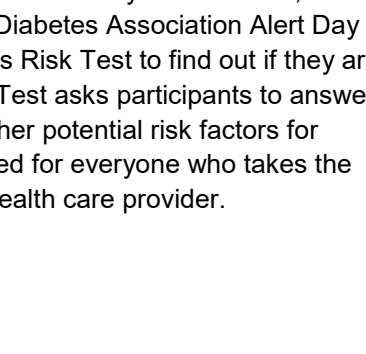 Diabetes Association Alert Day
s Risk Test to find out if they ar
Test asks participants to answe
her potential risk factors for
ed for everyone who takes the
ealth care provider.